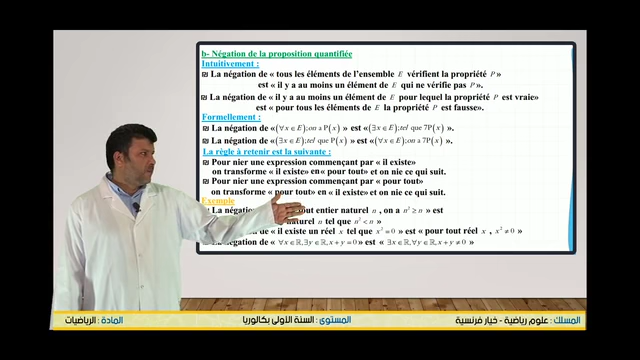 b- Négation de la proposition quantifiée
Intuitivement :
La négation de « tous les éléments de l'ensemble E vérifient la propriété P »
est « il y a au moins un élément de E qui ne vérifie pas P ».
La négation de « il y a au moins un élément de E pour lequel la propriété P est vraie»
est « pour tous les éléments de E la propriété P est fausse».
Formellement :
La négation de «(∀x∈E);on a P(x) » est «(∃x∈E);tel que 7P(x) ».
La négation de «(∃x∈E);tel que P(x) » est «(∀x∈E);on a 7P(x) ».
La règle à retenir est la suivante :
Pour nier une expression commençant par « il existe»
on transforme « il existe» en « pour tout» et on nie ce qui suit.
Pour nier une expression commençant par « pour tout»
on transforme « pour tout» en « il existe» et on nie ce qui suit.
Exemple
La négation out entier naturel n , on a n² ≥ n » est
naturel n tel que n² < n »
La négation de « il existe un réel x tel que x² = 0 » est « pour tout réel x , x² ≠ 0 »
La négation de « ∀x∈ℝ,∃y∈ℝ,x+y=0 » est « ∃x∈ℝ,∀y∈ℝ,x+y≠0 »
المسلك : علوم رياضية - خيار فرنسية
المستوى : السنة الأولى بكالوريا
المادة : الرياضيات